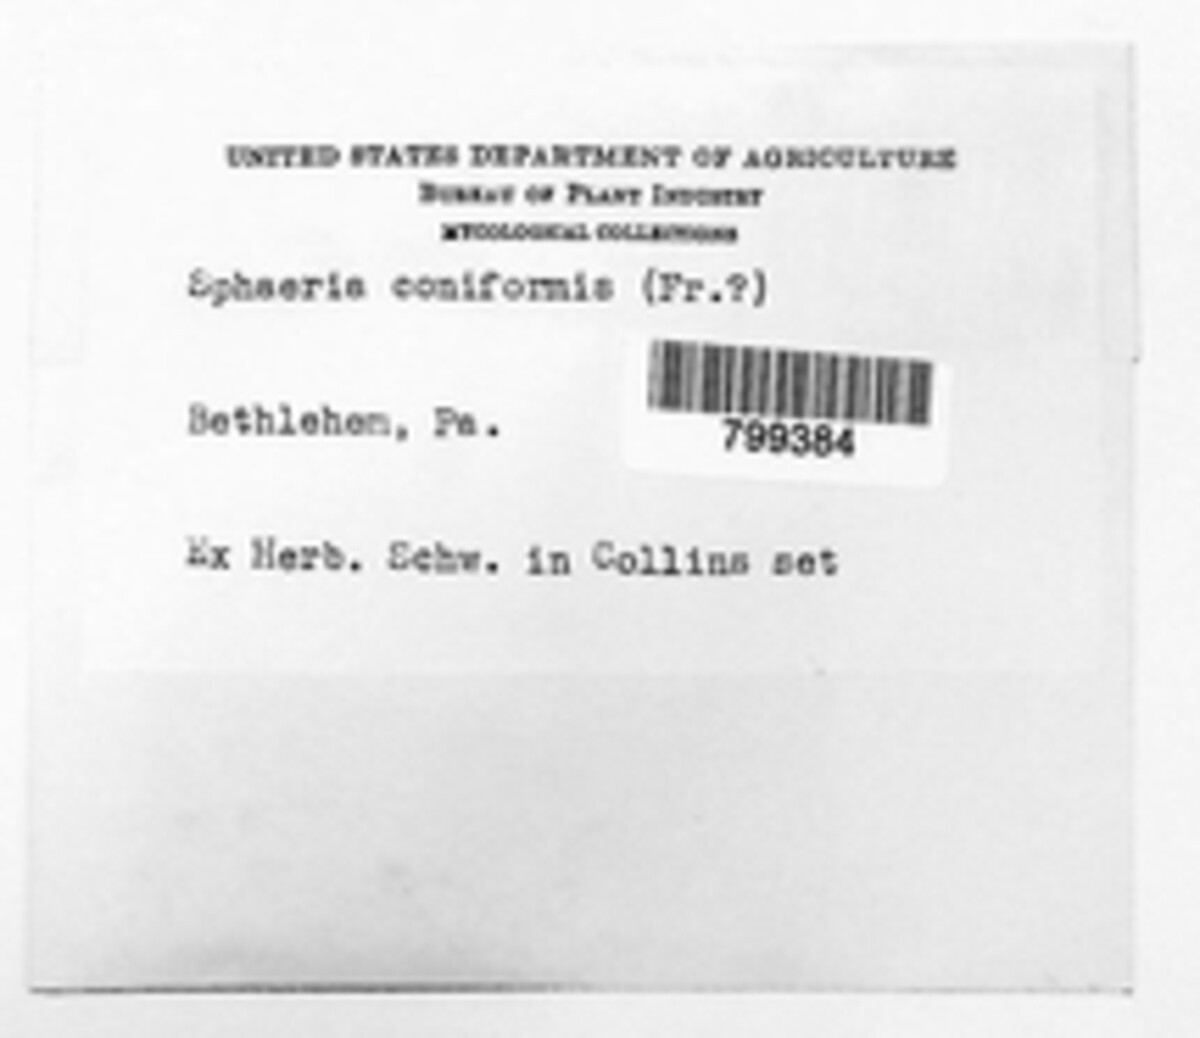 UNITED STATES DEPARTMENT OF AGRICULTURE
BUREAU OF PLANT INDUSTRY
MYCOLOGICAL COLLECTIONS
Sphaeria coniformis (Fr.?)
799384
Bethlehem, Pa.
Ex Herb. Schw. in Collins set